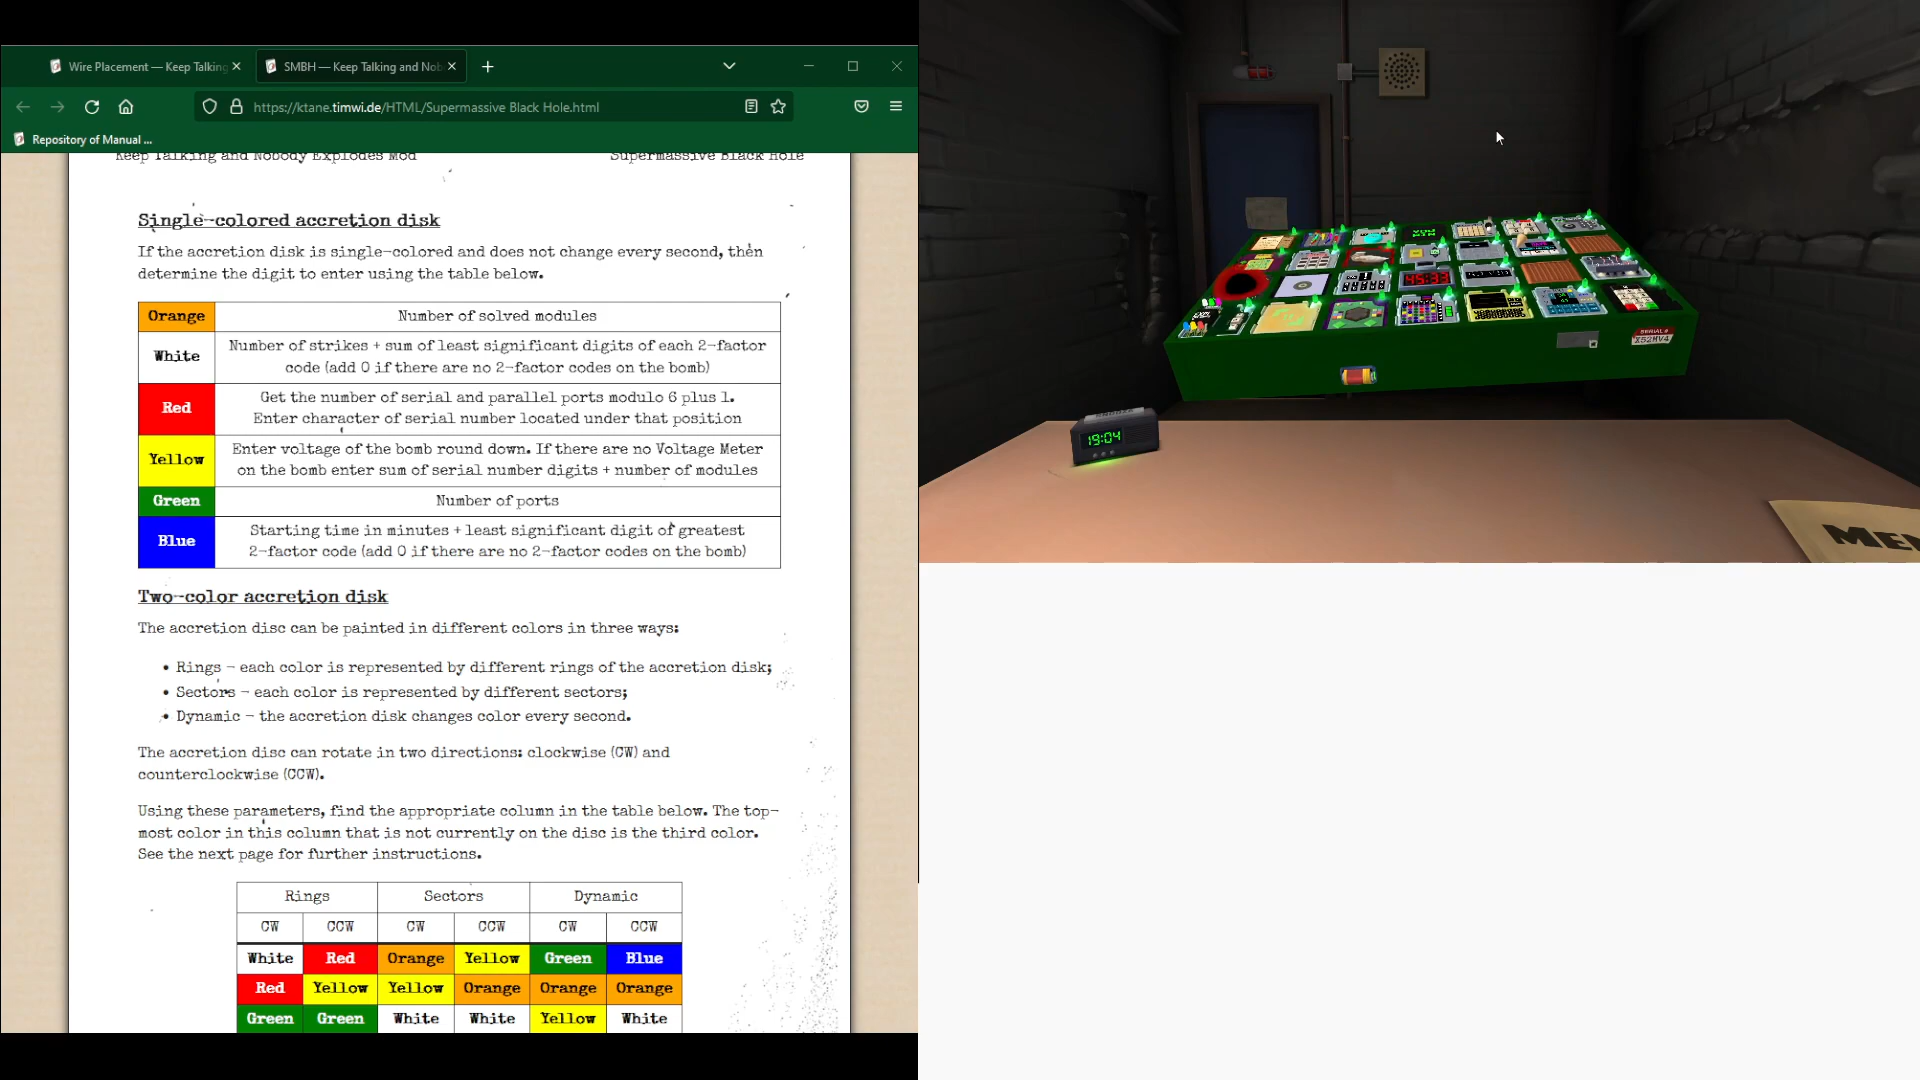 Wire Placement — Keep Talking
SMBH — Keep Talking and Nob
https://ktane.timwi.de/HTML/Supermassive Black Hole.html
Repository of Manual ...
Keep Talking and Nobody Explodes Mod
Supermassive Black Hole
Single-colored accretion disk
If the accretion disk is single-colored and does not change every second, then
determine the digit to enter using the table below.
Orange
Number of solved modules
White
Number of strikes + sum of least significant digits of each 2-factor
code (add 0 if there are no 2-factor codes on the bomb)
Red
Get the number of serial and parallel ports modulo 6 plus 1.
Enter character of serial number located under that position
Yellow
Enter voltage of the bomb round down. If there are no Voltage Meter
on the bomb enter sum of serial number digits + number of modules
Green
Number of ports
Blue
Starting time in minutes + least significant digit of greatest
2-factor code (add 0 if there are no 2-factor codes on the bomb)
Two-color accretion disk
The accretion disc can be painted in different colors in three ways:
• Rings – each color is represented by different rings of the accretion disk;
• Sectors – each color is represented by different sectors;
• Dynamic – the accretion disk changes color every second.
The accretion disc can rotate in two directions: clockwise (CW) and
counterclockwise (CCW).
Using these parameters, find the appropriate column in the table below. The top-
most color in this column that is not currently on the disc is the third color.
See the next page for further instructions.
Rings Sectors Dynamic
CW CCW CW CCW CW CCW
White Red Orange Yellow Green Blue
Red Yellow Yellow Orange Orange Orange
Green Green White White Yellow White
45:33
SERIAL #
X52MV4
19:04